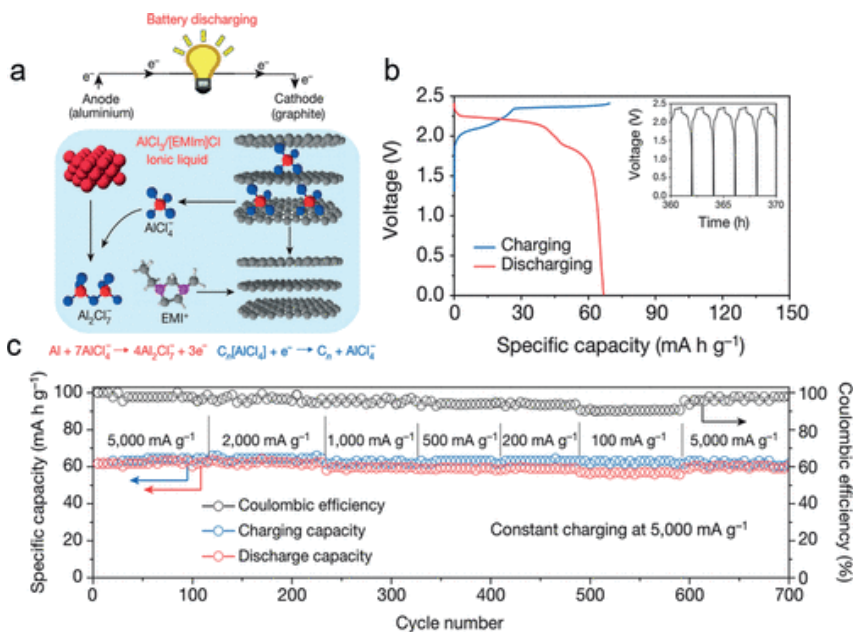 Battery discharging
a
e⁻
e⁻
e⁻
e⁻
Anode
(aluminium)
Cathode
(graphite)
AlCl₃/[EMIm]Cl
Ionic liquid
AlCl₄⁻
Al₂Cl₇⁻
EMI⁺
Al + 7AlCl₄⁻ → 4Al₂Cl₇⁻ + 3e⁻
Cₙ[AlCl₄] + e⁻ → Cₙ + AlCl₄⁻
b
Voltage (V)
2.5
2.0
1.5
1.0
0.5
0.0
0
30
60
90
120
150
Specific capacity (mA h g⁻¹)
Charging
Discharging
Voltage (V)
2.5
2.0
1.5
1.0
0.5
0.0
360
365
370
Time (h)
c
Specific capacity (mA h g⁻¹)
100
80
60
40
20
0
5,000 mA g⁻¹
2,000 mA g⁻¹
1,000 mA g⁻¹
500 mA g⁻¹
200 mA g⁻¹
100 mA g⁻¹
5,000 mA g⁻¹
Coulombic efficiency
Charging capacity
Discharge capacity
Constant charging at 5,000 mA g⁻¹
0
100
200
300
400
500
600
700
Cycle number
100
80
60
40
20
0
Coulombic
efficiency (%)